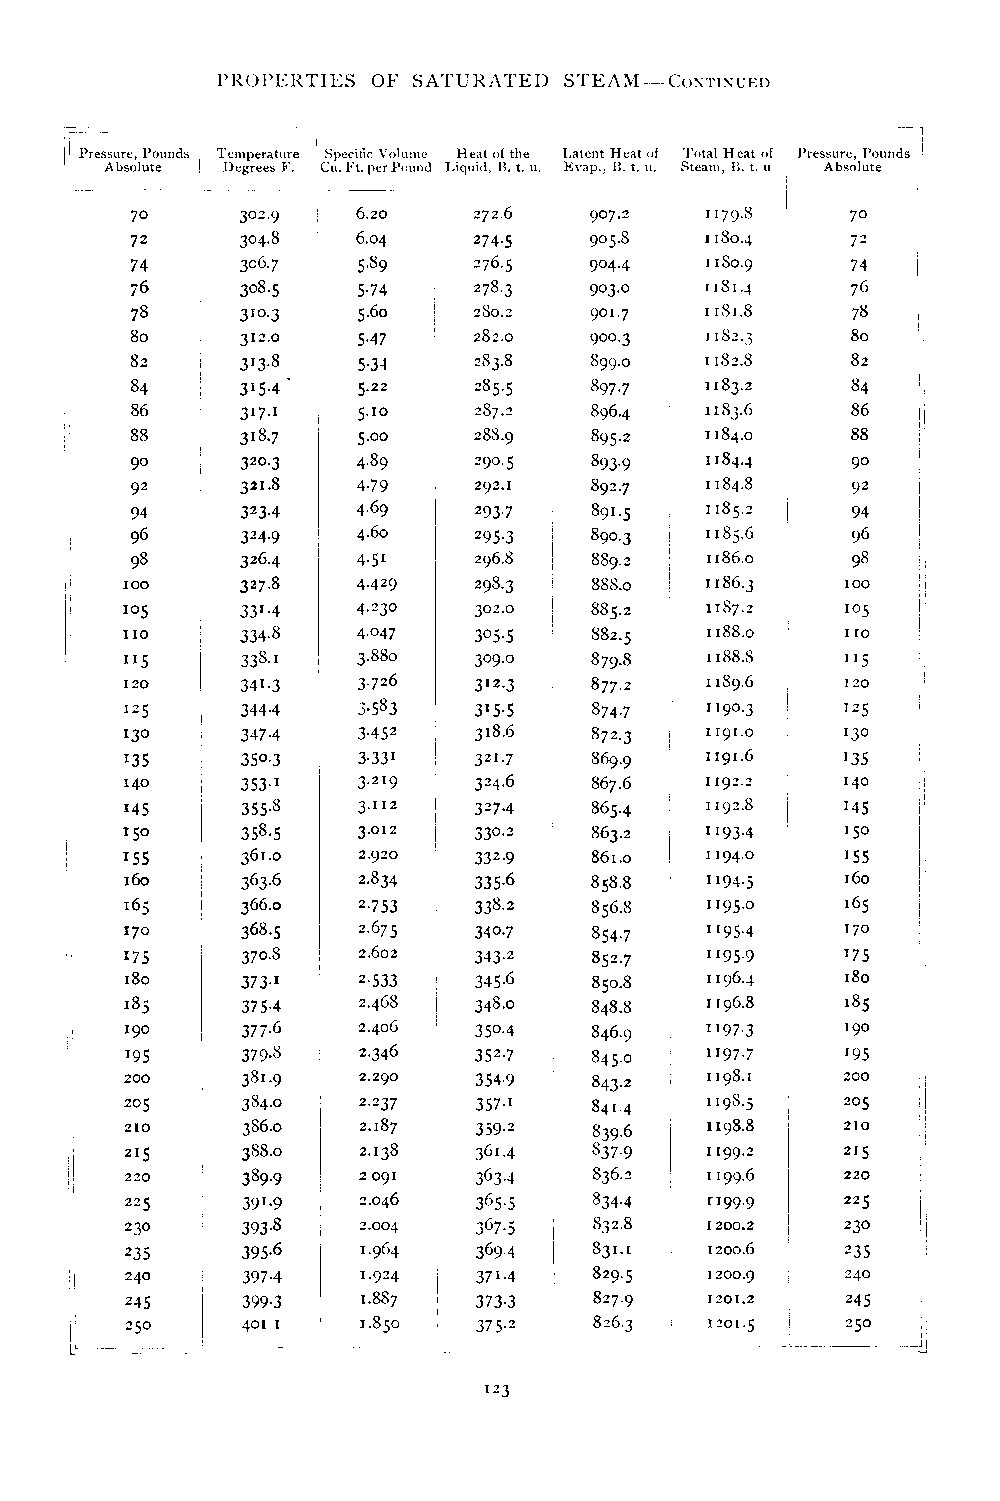 PROPERTIES OF SATURATED STEAM—CONTINUED
Pressure, Pounds Temperature Specific Volume Heat of the Latent Heat of Total Heat of Pressure, Pounds
Absolute Degrees F. Cu. Ft. per Pound Liquid, B. t. u. Evap., B. t. u. Steam, B. t. u Absolute
70 302.9 6.20 272.6 907.2 1179.8 70
72 304.8 6.04 274.5 905.8 1180.4 72
74 306.7 5.89 276.5 904.4 1180.9 74
76 308.5 5.74 278.3 903.0 1181.4 76
78 310.3 5.60 280.2 901.7 1181.8 78
80 312.0 5.47 282.0 900.3 1182.3 80
82 313.8 5.34 283.8 899.0 1182.8 82
84 315.4 5.22 285.5 897.7 1183.2 84
86 317.1 5.10 287.2 896.4 1183.6 86
88 318.7 5.00 288.9 895.2 1184.0 88
90 320.3 4.89 290.5 893.9 1184.4 90
92 321.8 4.79 292.1 892.7 1184.8 92
94 323.4 4.69 293.7 891.5 1185.2 94
96 324.9 4.60 295.3 890.3 1185.6 96
98 326.4 4.51 296.8 889.2 1186.0 98
100 327.8 4.429 298.3 888.0 1186.3 100
105 331.4 4.230 302.0 885.2 1187.2 105
110 334.8 4.047 305.5 882.5 1188.0 110
115 338.1 3.880 309.0 879.8 1188.8 115
120 341.3 3.726 312.3 877.2 1189.6 120
125 344.4 3.583 315.5 874.7 1190.3 125
130 347.4 3.452 318.6 872.3 1191.0 130
135 350.3 3.331 321.7 869.9 1191.6 135
140 353.1 3.219 324.6 867.6 1192.2 140
145 355.8 3.112 327.4 865.4 1192.8 145
150 358.5 3.012 330.2 863.2 1193.4 150
155 361.0 2.920 332.9 861.0 1194.0 155
160 363.6 2.834 335.6 858.8 1194.5 160
165 366.0 2.753 338.2 856.8 1195.0 165
170 368.5 2.675 340.7 854.7 1195.4 170
175 370.8 2.602 343.2 852.7 1195.9 175
180 373.1 2.533 345.6 850.8 1196.4 180
185 375.4 2.468 348.0 848.8 1196.8 185
190 377.6 2.406 350.4 846.9 1197.3 190
195 379.8 2.346 352.7 845.0 1197.7 195
200 381.9 2.290 354.9 843.2 1198.1 200
205 384.0 2.237 357.1 841.4 1198.5 205
210 386.0 2.187 359.2 839.6 1198.8 210
215 388.0 2.138 361.4 837.9 1199.2 215
220 389.9 2 091 363.4 836.2 1199.6 220
225 391.9 2.046 365.5 834.4 1199.9 225
230 393.8 2.004 367.5 832.8 1200.2 230
235 395.6 1.964 369.4 831.1 1200.6 235
240 397.4 1.924 371.4 829.5 1200.9 240
245 399.3 1.887 373.3 827.9 1201.2 245
250 401 1 1.850 375.2 826.3 1201.5 250
123